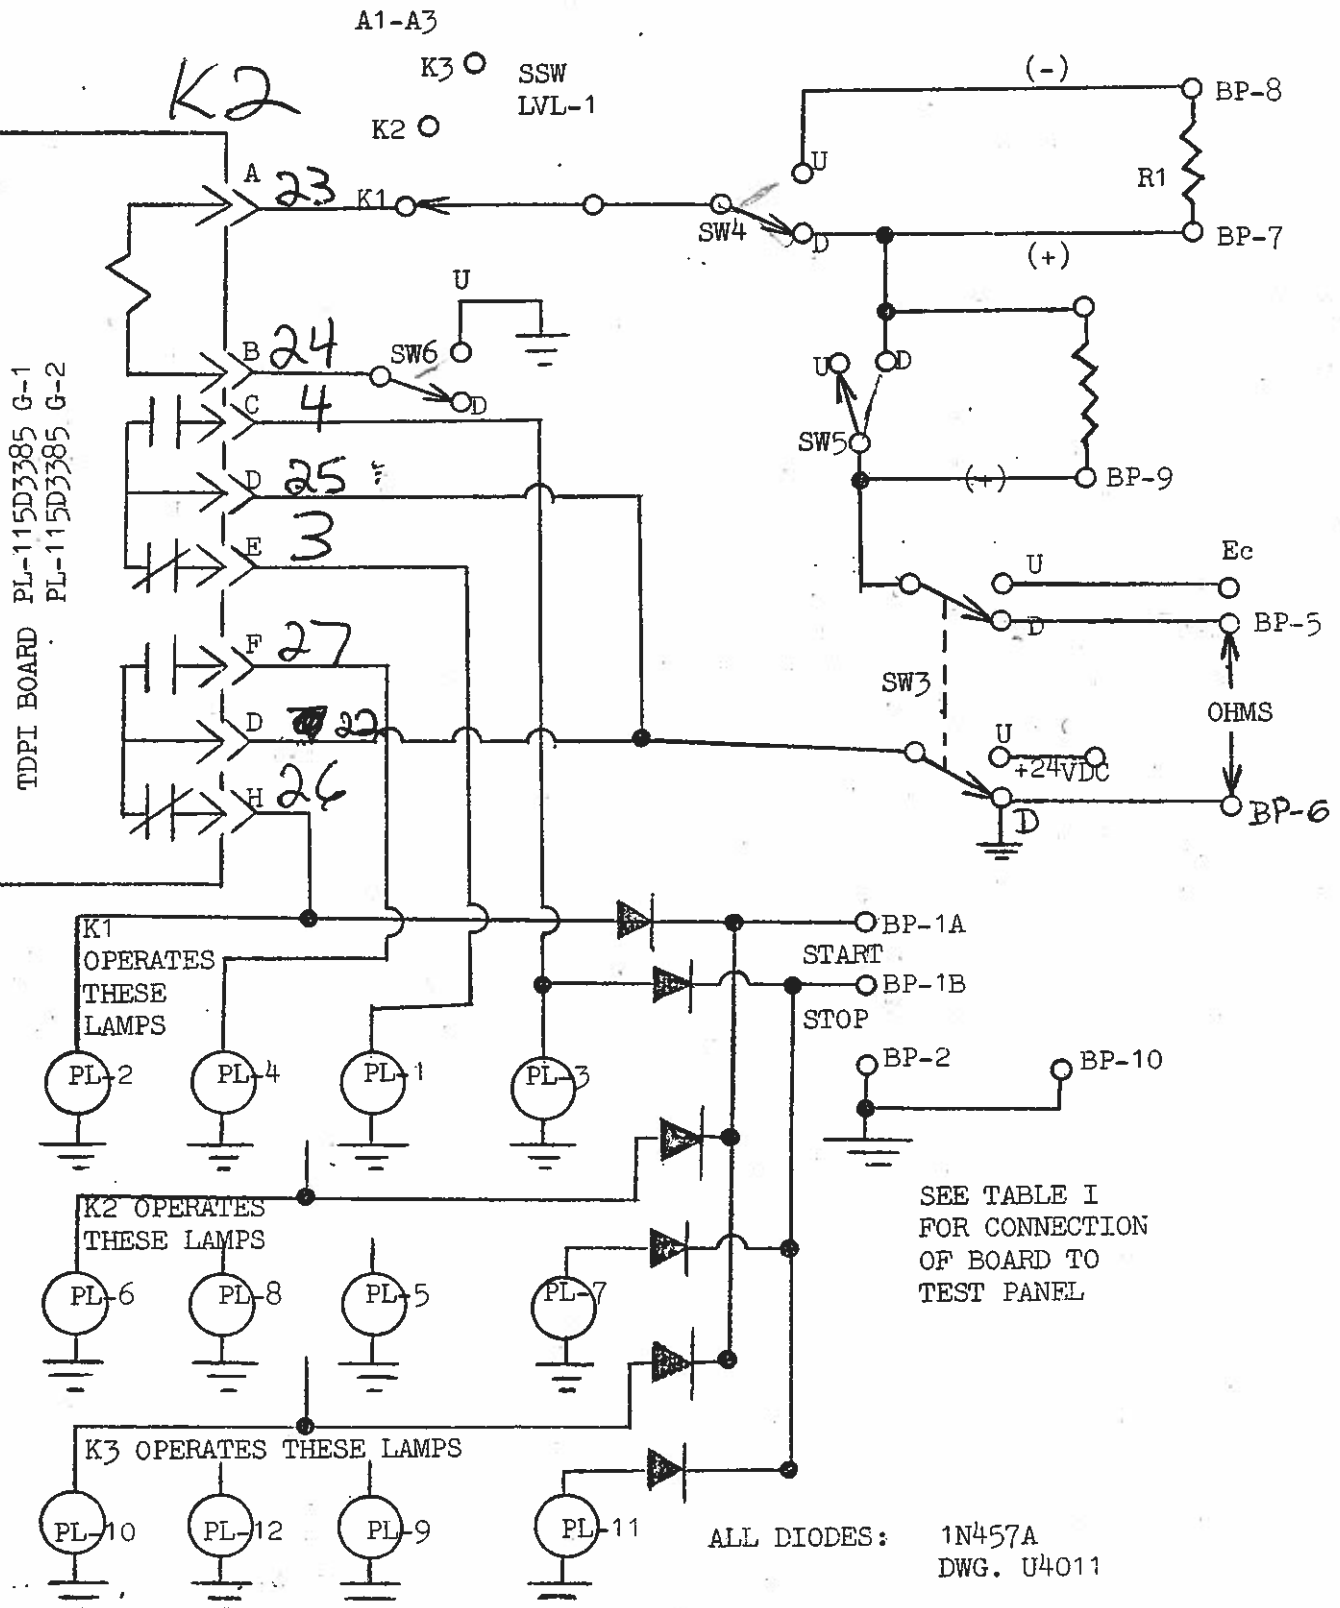 A1-A3
K3
SSW
LVL-1
K2
K2
(-)
BP-8
U
R1
A
23
K1
SW4
D
(+)
BP-7
U
B
24
SW6
D
C
4
U
D
SW5
(+)
BP-9
D
25
E
3
TDPI BOARD PL-115D3385 G-1
PL-115D3385 G-2
U
Ec
D
BP-5
F
27
SW3
OHMS
D
22
U
+24VDC
H
26
D
BP-6
K1
OPERATES
THESE
LAMPS
BP-1A
START
BP-1B
STOP
PL-2
PL-4
PL-1
PL-3
BP-2
BP-10
K2 OPERATES
THESE LAMPS
SEE TABLE I
FOR CONNECTION
OF BOARD TO
TEST PANEL
PL-6
PL-8
PL-5
PL-7
K3 OPERATES THESE LAMPS
PL-10
PL-12
PL-9
PL-11
ALL DIODES: 1N457A
DWG. U4011